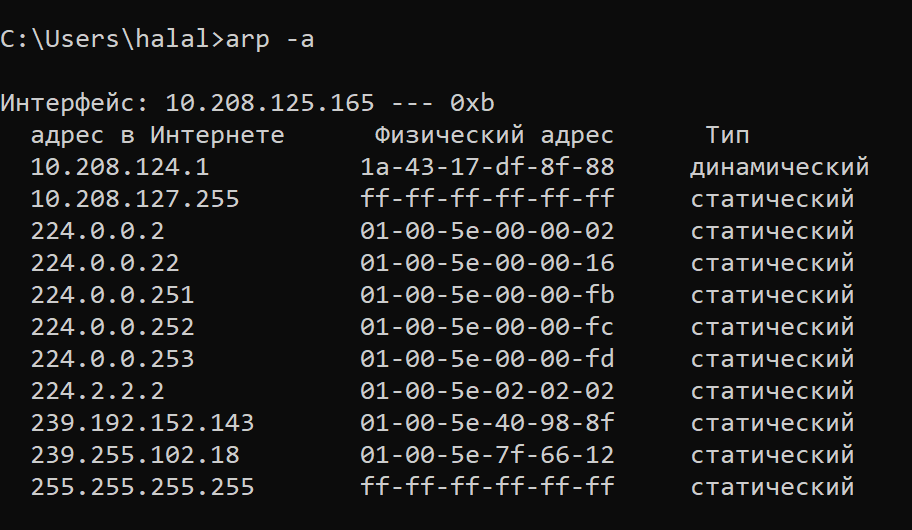 C:\Users\halal>arp -a
Интерфейс: 10.208.125.165 --- 0xb
адрес в Интернете Физический адрес Тип
10.208.124.1 1a-43-17-df-8f-88 динамический
10.208.127.255 ff-ff-ff-ff-ff-ff статический
224.0.0.2 01-00-5e-00-00-02 статический
224.0.0.22 01-00-5e-00-00-16 статический
224.0.0.251 01-00-5e-00-00-fb статический
224.0.0.252 01-00-5e-00-00-fc статический
224.0.0.253 01-00-5e-00-00-fd статический
224.2.2.2 01-00-5e-02-02-02 статический
239.192.152.143 01-00-5e-40-98-8f статический
239.255.102.18 01-00-5e-7f-66-12 статический
255.255.255.255 ff-ff-ff-ff-ff-ff статический